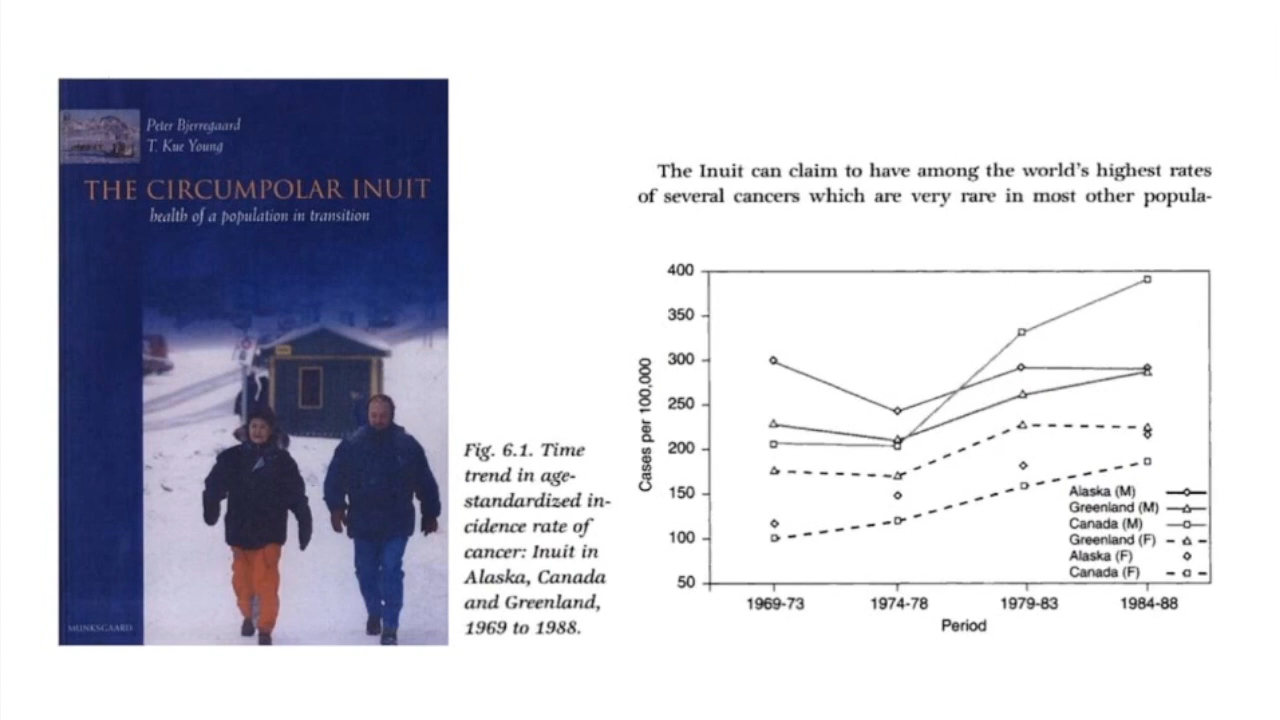 Peter Bjerregaard
T. Kue Young
THE CIRCUMPOLAR INUIT
health of a population in transition
MUNKSGAARD
Fig. 6.1. Time
trend in age-
standardized in-
cidence rate of
cancer: Inuit in
Alaska, Canada
and Greenland,
1969 to 1988.
The Inuit can claim to have among the world's highest rates
of several cancers which are very rare in most other popula-
Cases per 100,000
400
350
300
250
200
150
100
50
Alaska (M)
Greenland (M)
Canada (M)
Greenland (F)
Alaska (F)
Canada (F)
1969-73 1974-78 1979-83 1984-88
Period